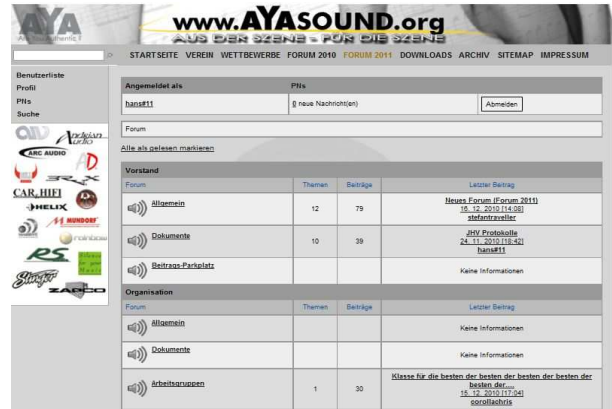 AYA
www.AYASOUND.org
AUS DER SZENE - FÜR DIE SZENE
STARTSEITE VEREIN WETTBEWERBE FORUM 2010 FORUM 2011 DOWNLOADS ARCHIV SITEMAP IMPRESSUM
Benutzerliste
Profil
PNs
Suche
Andrian Audio
ARC AUDIO
AD
CAR HIFI
HELIX
MUNDORF
rainbow
RS
Stinger
ZAPCO
Angemeldet als PNs
hans#11 0 neue Nachricht(en) Abmelden
Forum
Alle als gelesen markieren
Vorstand
Forum Themen Beiträge Letzter Beitrag
Allgemein 12 79 Neues Forum (Forum 2011)
16. 12. 2010 [14:08]
stefantraveller
Dokumente 10 39 JHV Protokolle
24. 11. 2010 [18:42]
hans#11
Beitrags-Parkplatz Keine Informationen
Organisation
Forum Themen Beiträge Letzter Beitrag
Allgemein Keine Informationen
Dokumente Keine Informationen
Arbeitsgruppen 1 30 Klasse für die besten der besten der besten der besten der
besten der....
15. 12. 2010 [17:04]
corollachris